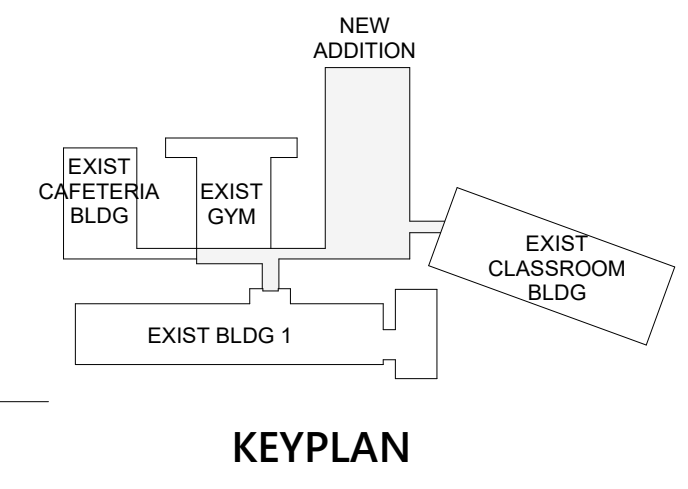 NEW
ADDITION
EXIST
CAFETERIA
BLDG
EXIST
GYM
EXIST
CLASSROOM
BLDG
EXIST BLDG 1
KEYPLAN